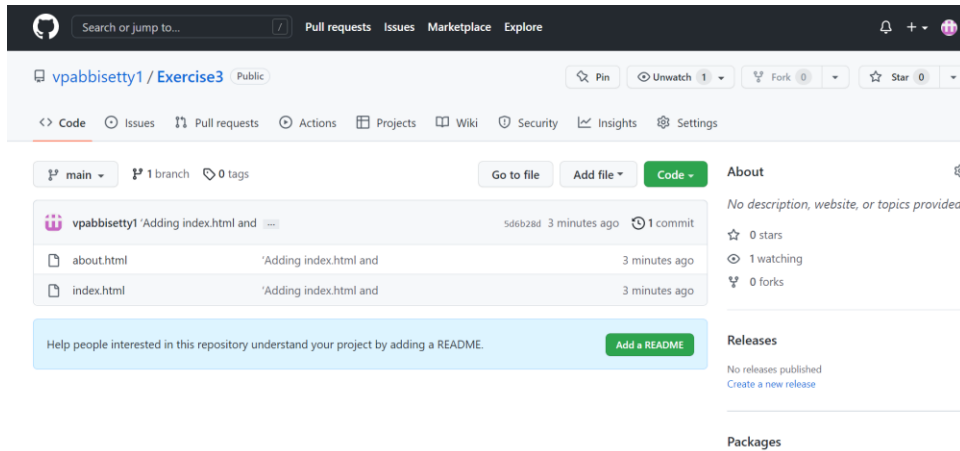 Search or jump to... / Pull requests Issues Marketplace Explore
vpabbisetty1 / Exercise3 Public Pin Unwatch 1 Fork 0 Star 0
Code Issues Pull requests Actions Projects Wiki Security Insights Settings
main 1 branch 0 tags Go to file Add file Code
vpabbisetty1 'Adding index.html and ... 5d6b28d 3 minutes ago 1 commit
about.html 'Adding index.html and 3 minutes ago
index.html 'Adding index.html and 3 minutes ago
Help people interested in this repository understand your project by adding a README. Add a README
About
No description, website, or topics provided
0 stars
1 watching
0 forks
Releases
No releases published
Create a new release
Packages